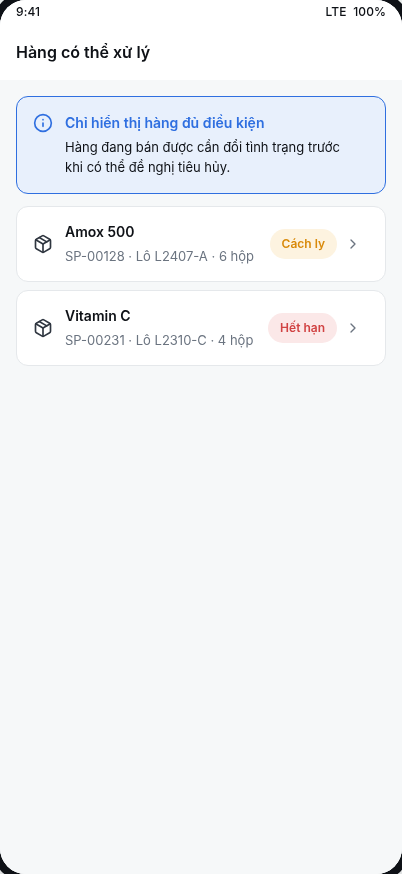 9:41
LTE 100%
Hàng có thể xử lý
Chỉ hiển thị hàng đủ điều kiện
Hàng đang bán được cần đổi tình trạng trước
khi có thể đề nghị tiêu hủy.
Amox 500
SP-00128 · Lô L2407-A · 6 hộp
Cách ly
Vitamin C
SP-00231 · Lô L2310-C · 4 hộp
Hết hạn